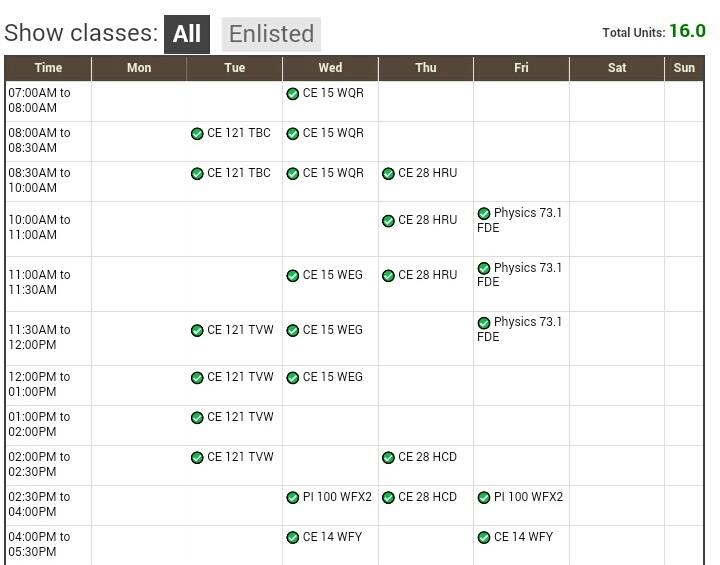 Show classes: All Enlisted Total Units: 16.0
Time Mon Tue Wed Thu Fri Sat Sun
07:00AM to CE 15 WQR
08:00AM
08:00AM to CE 121 TBC CE 15 WQR
08:30AM
08:30AM to CE 121 TBC CE 15 WQR CE 28 HRU
10:00AM
10:00AM to CE 28 HRU Physics 73.1
11:00AM FDE
11:00AM to CE 15 WEG CE 28 HRU Physics 73.1
11:30AM FDE
11:30AM to CE 121 TVW CE 15 WEG Physics 73.1
12:00PM FDE
12:00PM to CE 121 TVW CE 15 WEG
01:00PM
01:00PM to CE 121 TVW
02:00PM
02:00PM to CE 121 TVW CE 28 HCD
02:30PM
02:30PM to PI 100 WFX2 CE 28 HCD PI 100 WFX2
04:00PM
04:00PM to CE 14 WFY CE 14 WFY
05:30PM